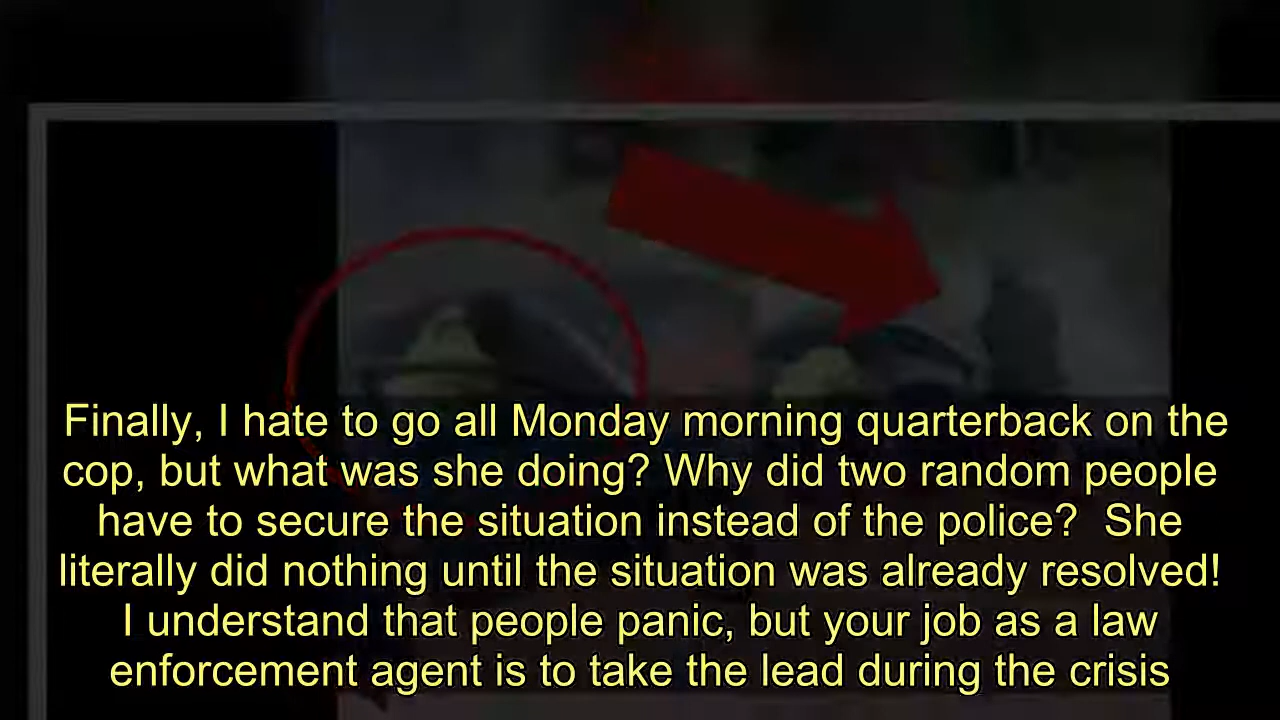 Finally, I hate to go all Monday morning quarterback on the
cop, but what was she doing? Why did two random people
have to secure the situation instead of the police?  She
literally did nothing until the situation was already resolved!
I understand that people panic, but your job as a law
enforcement agent is to take the lead during the crisis